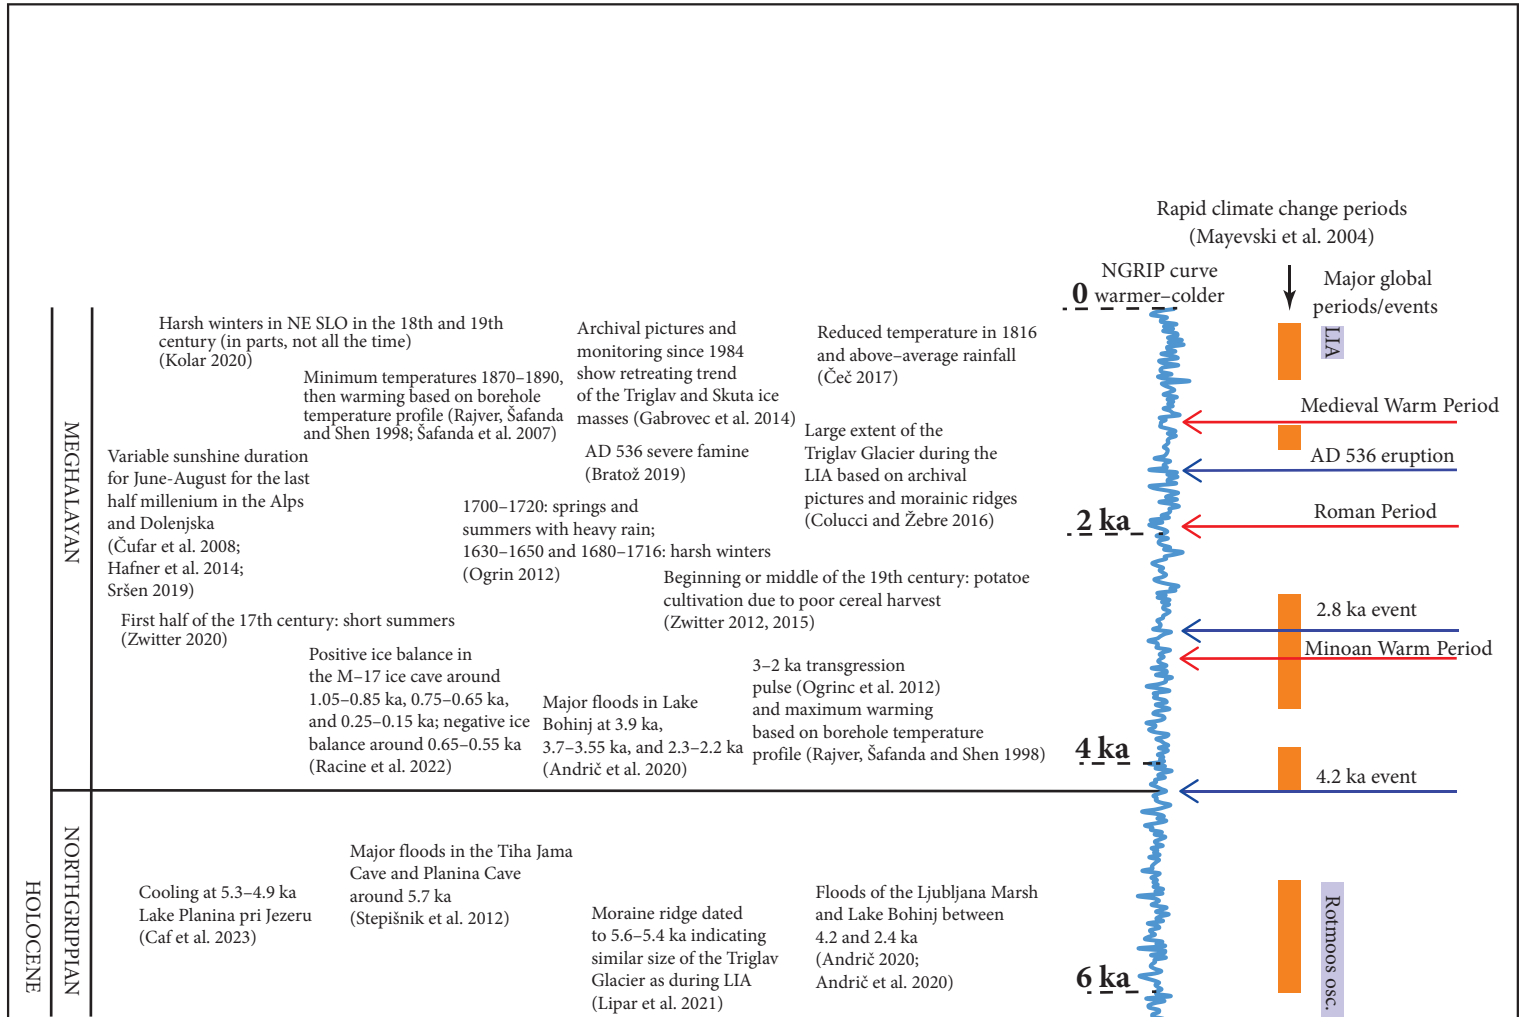 Rapid climate change periods
(Mayevski et al. 2004)
NGRIP curve
warmer–colder
Major global
periods/events
0
2 ka
4 ka
6 ka
LIA
Medieval Warm Period
AD 536 eruption
Roman Period
2.8 ka event
Minoan Warm Period
4.2 ka event
Rotmoos osc.
HOLOCENE
MEGHALAYAN
NORTHGRIPPIAN
Harsh winters in NE SLO in the 18th and 19th
century (in parts, not all the time)
(Kolar 2020)
Minimum temperatures 1870–1890,
then warming based on borehole
temperature profile (Rajver, Šafanda
and Shen 1998; Šafanda et al. 2007)
Archival pictures and
monitoring since 1984
show retreating trend
of the Triglav and Skuta ice
masses (Gabrovec et al. 2014)
Reduced temperature in 1816
and above–average rainfall
(Čeč 2017)
AD 536 severe famine
(Bratož 2019)
Large extent of the
Triglav Glacier during the
LIA based on archival
pictures and morainic ridges
(Colucci and Žebre 2016)
Variable sunshine duration
for June-August for the last
half millenium in the Alps
and Dolenjska
(Čufar et al. 2008;
Hafner et al. 2014;
Sršen 2019)
1700–1720: springs and
summers with heavy rain;
1630–1650 and 1680–1716: harsh winters
(Ogrin 2012)
Beginning or middle of the 19th century: potatoe
cultivation due to poor cereal harvest
(Zwitter 2012, 2015)
First half of the 17th century: short summers
(Zwitter 2020)
Positive ice balance in
the M–17 ice cave around
1.05–0.85 ka, 0.75–0.65 ka,
and 0.25–0.15 ka; negative ice
balance around 0.65–0.55 ka
(Racine et al. 2022)
Major floods in Lake
Bohinj at 3.9 ka,
3.7–3.55 ka, and 2.3–2.2 ka
(Andrič et al. 2020)
3–2 ka transgression
pulse (Ogrinc et al. 2012)
and maximum warming
based on borehole temperature
profile (Rajver, Šafanda and Shen 1998)
Cooling at 5.3–4.9 ka
Lake Planina pri Jezeru
(Caf et al. 2023)
Major floods in the Tiha Jama
Cave and Planina Cave
around 5.7 ka
(Stepišnik et al. 2012)
Moraine ridge dated
to 5.6–5.4 ka indicating
similar size of the Triglav
Glacier as during LIA
(Lipar et al. 2021)
Floods of the Ljubljana Marsh
and Lake Bohinj between
4.2 and 2.4 ka
(Andrič 2020;
Andrič et al. 2020)